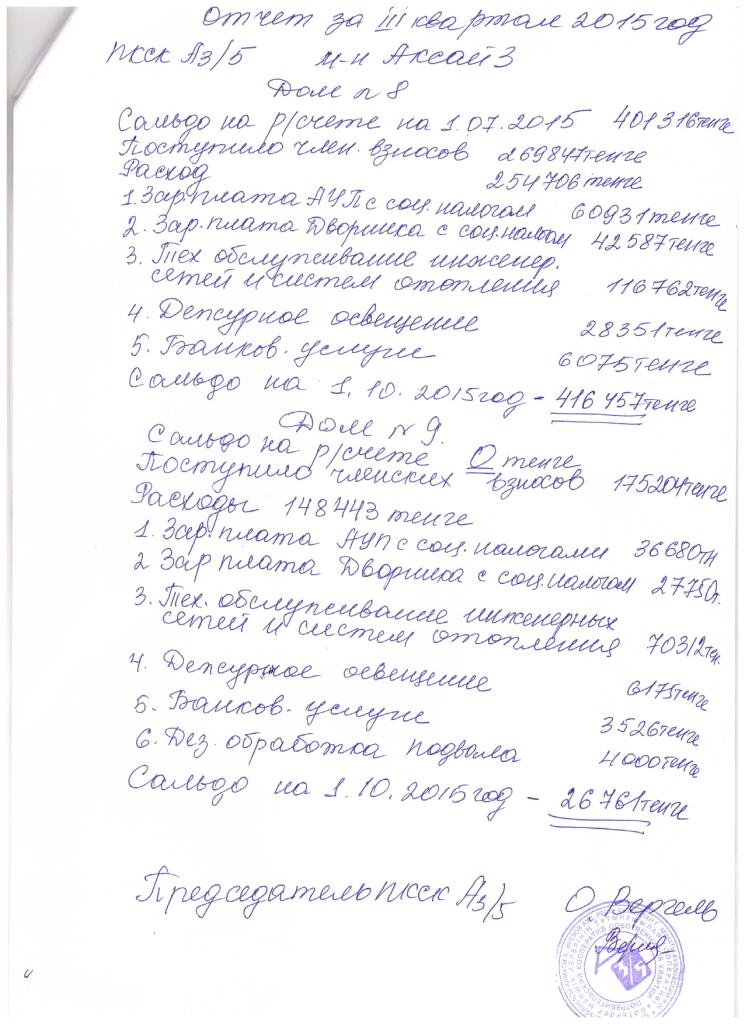 Отчет за III квартал 2015 год
ПКСК А3/5 м-н Аксай 3
Дом № 8
Сальдо на р/счете на 1.07.2015 401316 тенге
Поступило член. взносов 269847 тенге
Расход 254706 тенге
1. Зар. плата АУП с соц. налогам 60931 тенге
2. Зар. плата Дворника с соц. налогам 42587 тенге
3. Тех обслуживание инженер.
сетей и систем отопления 116762 тенге
4. Дежурное освещение 28351 тенге
5. Банков. услуги 6075 тенге
Сальдо на 1.10.2015 год - 416457 тенге
Дом № 9.
Сальдо на р/счете 0 тенге
Поступило членских взносов 175204 тенге
Расходы 148443 тенге
1. Зар. плата АУП с соц. налогами 36680 тн
2 Зар плата Дворника с соц. налогам 27750 т.
3. Тех. обслуживание инженерных
сетей и систем отопления 70312 тен.
4. Дежурное освещение 6175 тенге
5. Банков. услуги 3526 тенге
6. Дез. обработка подвала 4000 тенге
Сальдо на 1.10.2015 год - 26761 тенге
Председатель ПКСК А3/5 О Вергель
3/5